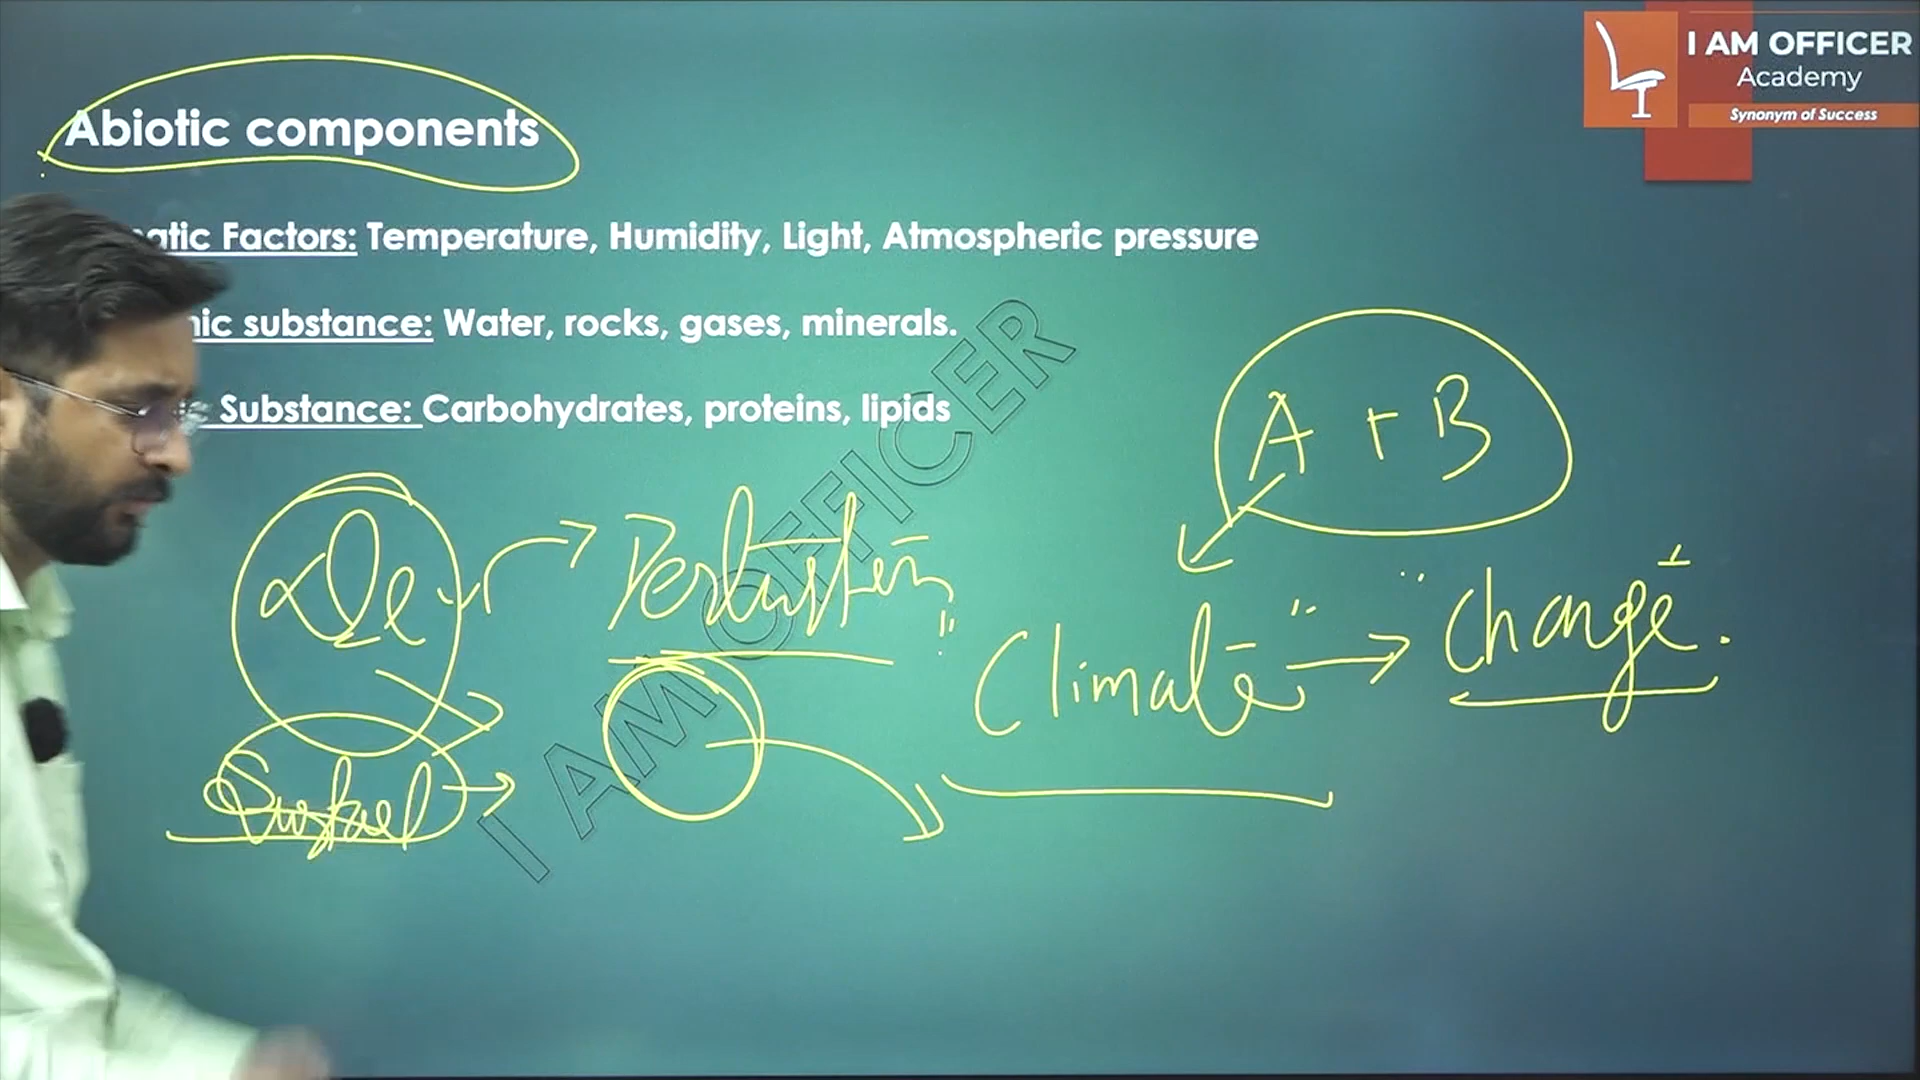 I AM OFFICER
Academy
Synonym of Success
Abiotic components
atic Factors: Temperature, Humidity, Light, Atmospheric pressure
nic substance: Water, rocks, gases, minerals.
Substance: Carbohydrates, proteins, lipids
A + B
Climate → Change
I AM OFFICER